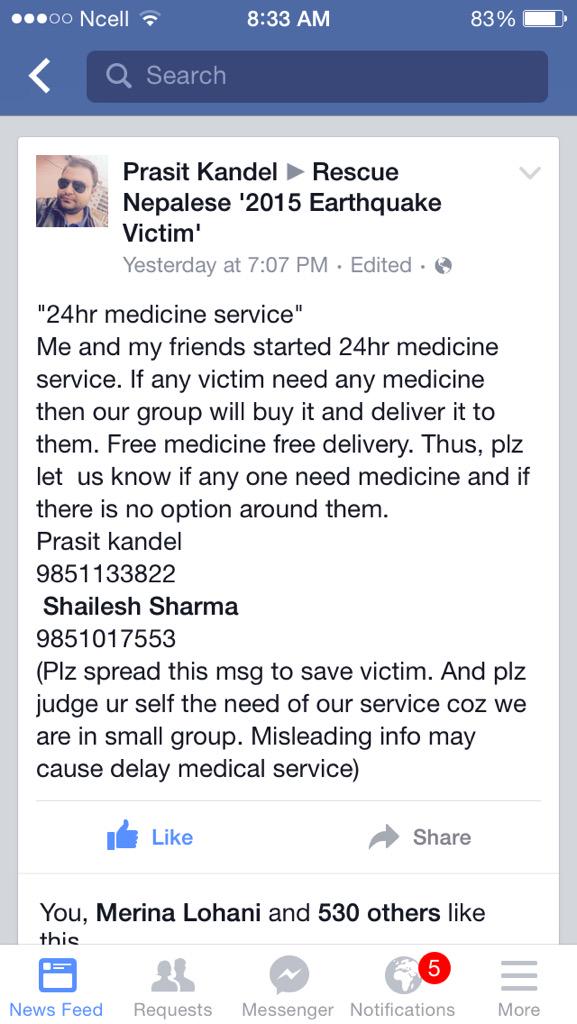 Ncell 8:33 AM 83%
Search
Prasit Kandel ▶ Rescue
Nepalese '2015 Earthquake
Victim'
Yesterday at 7:07 PM · Edited ·
"24hr medicine service"
Me and my friends started 24hr medicine
service. If any victim need any medicine
then our group will buy it and deliver it to
them. Free medicine free delivery. Thus, plz
let  us know if any one need medicine and if
there is no option around them.
Prasit kandel
9851133822
Shailesh Sharma
9851017553
(Plz spread this msg to save victim. And plz
judge ur self the need of our service coz we
are in small group. Misleading info may
cause delay medical service)
Like Share
You, Merina Lohani and 530 others like
this
5
News Feed Requests Messenger Notifications More